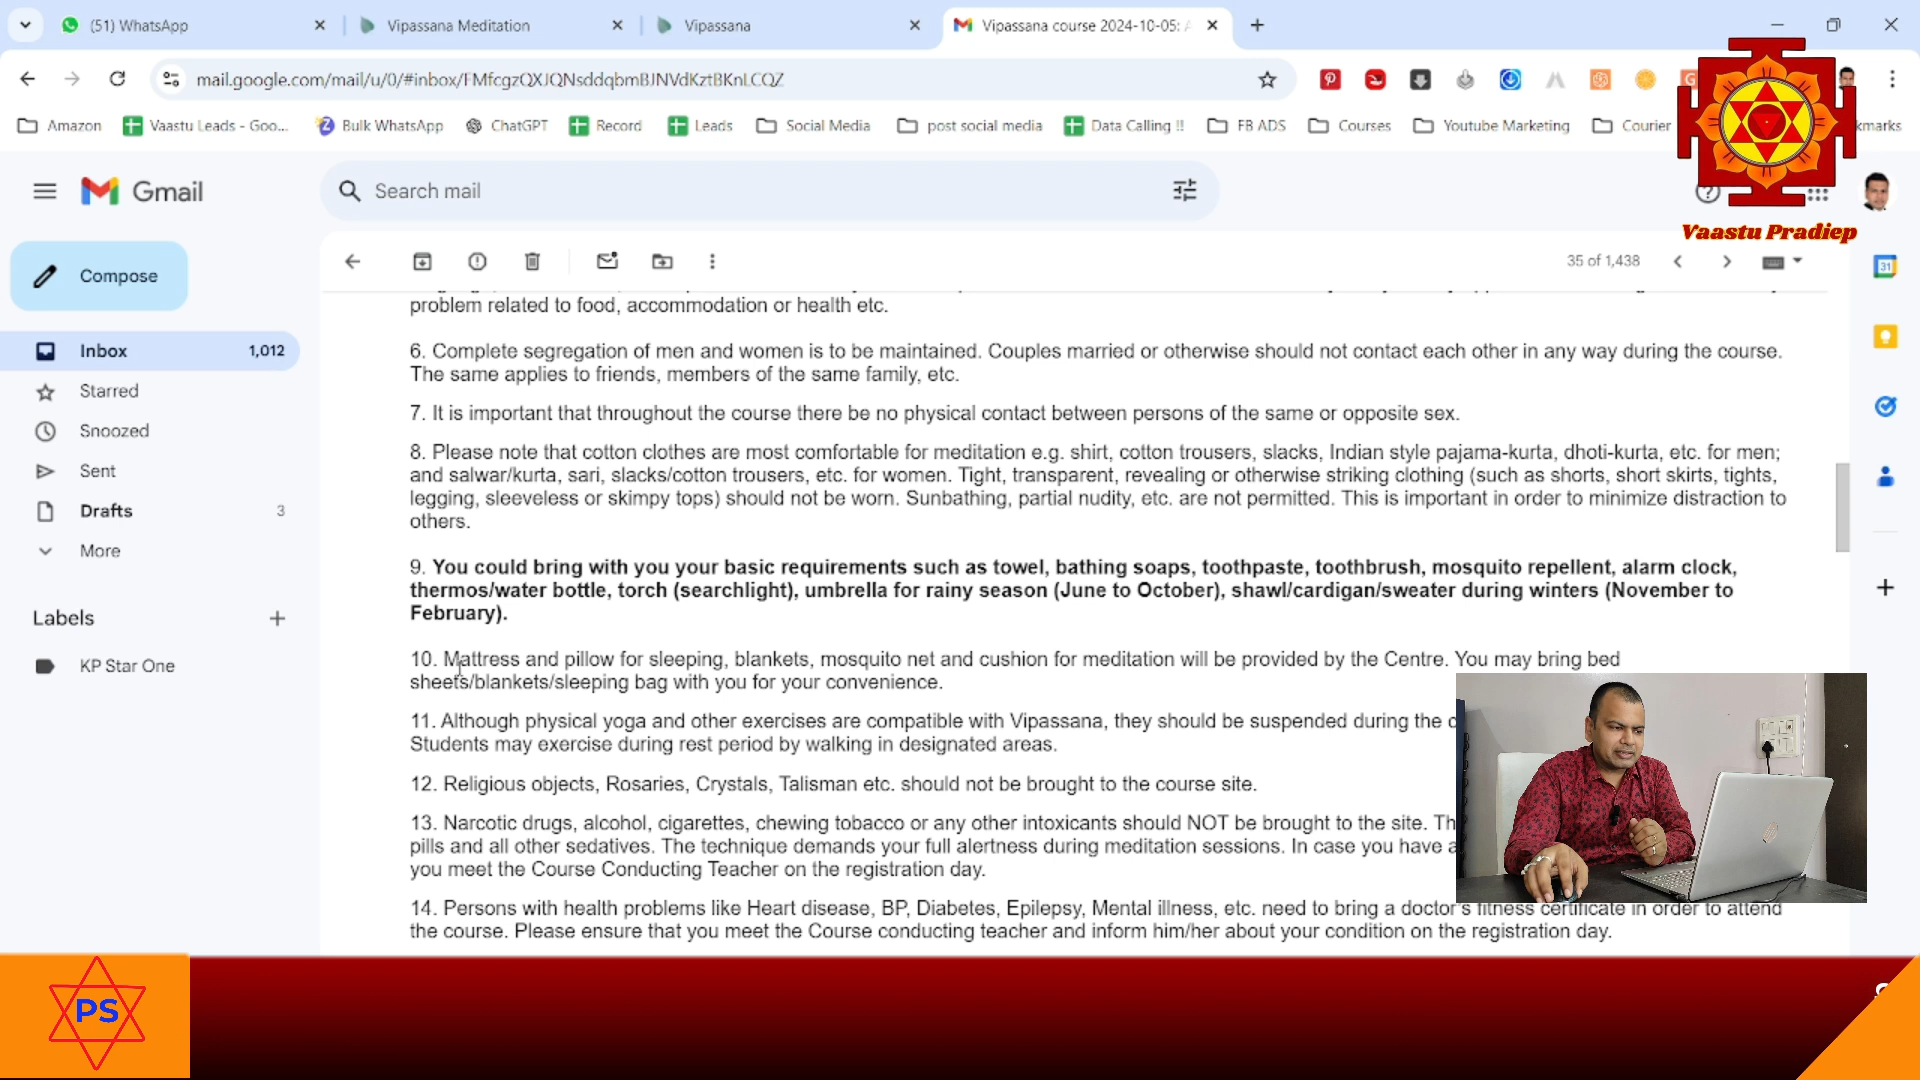 (51) WhatsApp
Vipassana Meditation
Vipassana
Vipassana course 2024-10-05:
mail.google.com/mail/u/0/#inbox/FMfcgzQXJQNsddqbmBJNVdKztBKnLCQZ
Amazon
Vaastu Leads - Goo...
Bulk WhatsApp
ChatGPT
Record
Leads
Social Media
post social media
Data Calling !!
FB ADS
Courses
Youtube Marketing
Courier
kmarks
Gmail
Search mail
Vaastu Pradiep
Compose
35 of 1,438
31
Inbox 1,012
Starred
Snoozed
Sent
Drafts 3
More
Labels
KP Star One
problem related to food, accommodation or health etc.
6. Complete segregation of men and women is to be maintained. Couples married or otherwise should not contact each other in any way during the course.
The same applies to friends, members of the same family, etc.
7. It is important that throughout the course there be no physical contact between persons of the same or opposite sex.
8. Please note that cotton clothes are most comfortable for meditation e.g. shirt, cotton trousers, slacks, Indian style pajama-kurta, dhoti-kurta, etc. for men;
and salwar/kurta, sari, slacks/cotton trousers, etc. for women. Tight, transparent, revealing or otherwise striking clothing (such as shorts, short skirts, tights,
legging, sleeveless or skimpy tops) should not be worn. Sunbathing, partial nudity, etc. are not permitted. This is important in order to minimize distraction to
others.
9. You could bring with you your basic requirements such as towel, bathing soaps, toothpaste, toothbrush, mosquito repellent, alarm clock,
thermos/water bottle, torch (searchlight), umbrella for rainy season (June to October), shawl/cardigan/sweater during winters (November to
February).
10. Mattress and pillow for sleeping, blankets, mosquito net and cushion for meditation will be provided by the Centre. You may bring bed
sheets/blankets/sleeping bag with you for your convenience.
11. Although physical yoga and other exercises are compatible with Vipassana, they should be suspended during the
Students may exercise during rest period by walking in designated areas.
12. Religious objects, Rosaries, Crystals, Talisman etc. should not be brought to the course site.
13. Narcotic drugs, alcohol, cigarettes, chewing tobacco or any other intoxicants should NOT be brought to the site.
pills and all other sedatives. The technique demands your full alertness during meditation sessions. In case you have
you meet the Course Conducting Teacher on the registration day.
14. Persons with health problems like Heart disease, BP, Diabetes, Epilepsy, Mental illness, etc. need to bring a doctor's fitness certificate in order to attend
the course. Please ensure that you meet the Course conducting teacher and inform him/her about your condition on the registration day.
PS